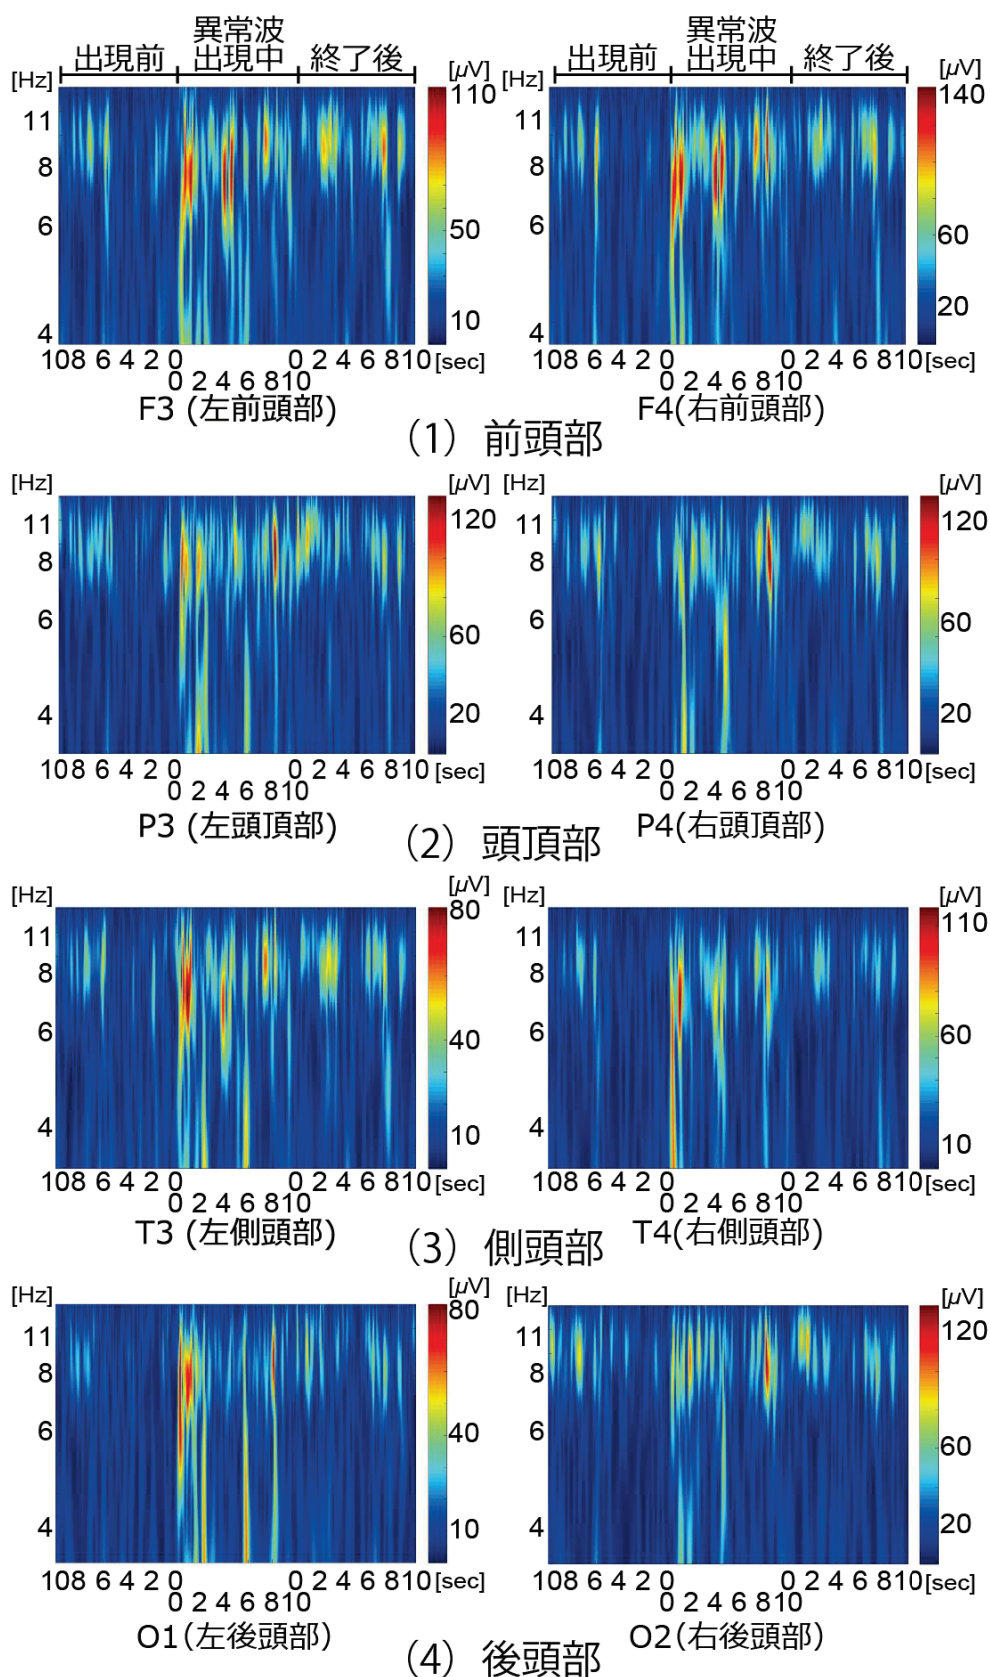 異常波 異常波
出現前 出現中 終了後 出現前 出現中 終了後
[Hz] [μV] [Hz] [μV]
11 8 6 4 110 50 10 11 8 6 4 140 60 20
108 6 4 2 0 0 2 4 6 8 10 [sec] 108 6 4 2 0 0 2 4 6 8 10 [sec]
0 2 4 6 810 0 2 4 6 810
F3 (左前頭部) F4(右前頭部)
(1) 前頭部
[Hz] [μV] [Hz] [μV]
11 8 6 4 120 60 20 11 8 6 4 120 60 20
108 6 4 2 0 0 2 4 6 810 [sec] 108 6 4 2 0 0 2 4 6 810 [sec]
0 2 4 6 810 0 2 4 6 810
P3 (左頭頂部) P4(右頭頂部)
(2) 頭頂部
[Hz] [μV] [Hz] [μV]
11 8 6 4 80 40 10 11 8 6 4 110 60 10
108 6 4 2 0 0 2 4 6 810 [sec] 108 6 4 2 0 0 2 4 6 810 [sec]
0 2 4 6 810 0 2 4 6 810
T3 (左側頭部) T4(右側頭部)
(3) 側頭部
[Hz] [μV] [Hz] [μV]
11 8 6 4 80 40 10 11 8 6 4 120 60 20
108 6 4 2 0 0 2 4 6 810 [sec] 108 6 4 2 0 0 2 4 6 810 [sec]
0 2 4 6 810 0 2 4 6 810
O1(左後頭部) O2(右後頭部)
(4) 後頭部